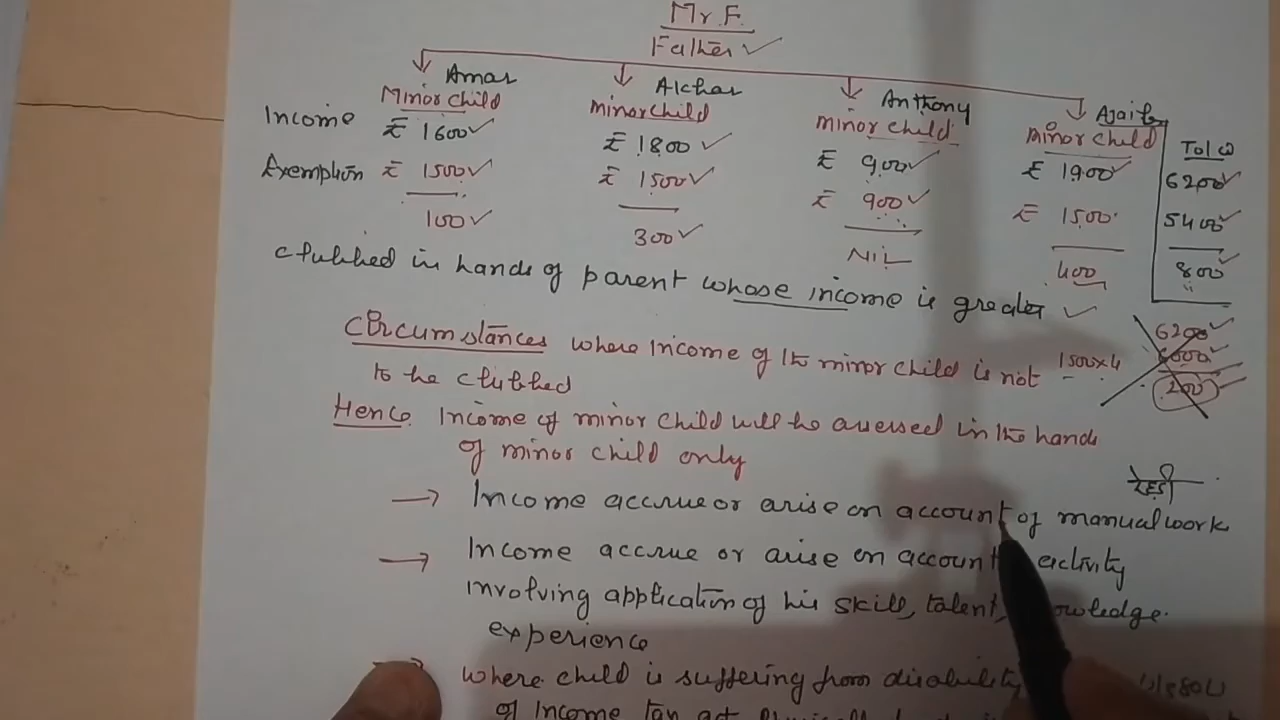 Mr. F.
Father ✓
Amar Akhar Anthony
Minor child minor child minor child. minor child Total
Income ₹ 1600✓ ₹ 1800 ✓ ₹ 900✓ ₹ 1900✓ 6200✓
Exemption ₹ 1500✓ ₹ 1500✓ ₹ 900✓ ₹ 1500 5400✓
100✓ 300✓ NIL 400 800✓
clubbed in hands of parent whose income is greater ✓
6200✓
Circumstances where income of the minor child is not 1500x4 6000✓
to be clubbed 200
Hence Income of minor child will be assessed in the hands
of minor child only
→ Income accrue or arise on account of manual work
→ Income accrue or arise on account activity
involving application of his skill, talent, knowledge.
experience
→ where child is suffering from disability 80U
of Income tax act